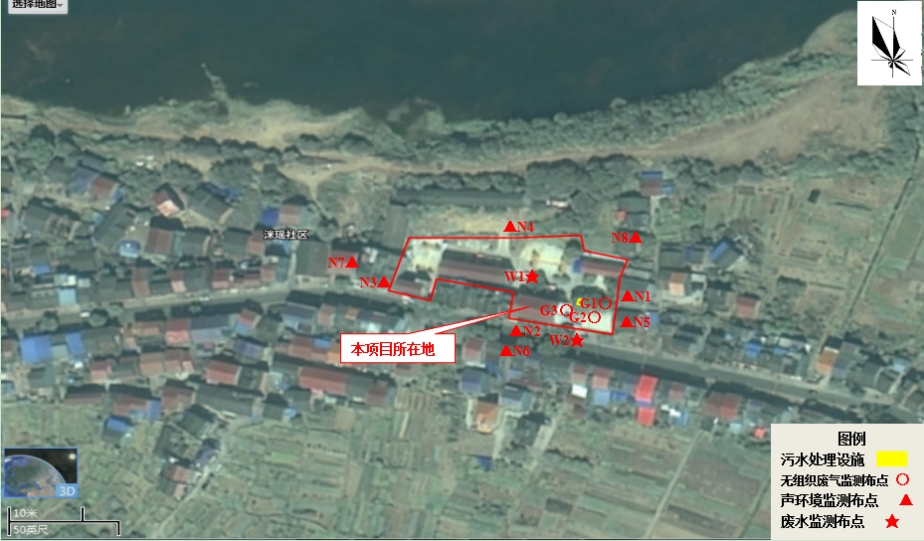 选择地图
N
N4
涞瑶社区
N8
N7
W1
N3
G1
N1
G3
G2
N5
N2
W2
本项目所在地
N6
图例
污水处理设施
无组织废气监测布点
3D
声环境监测布点
10米
废水监测布点
50英尺